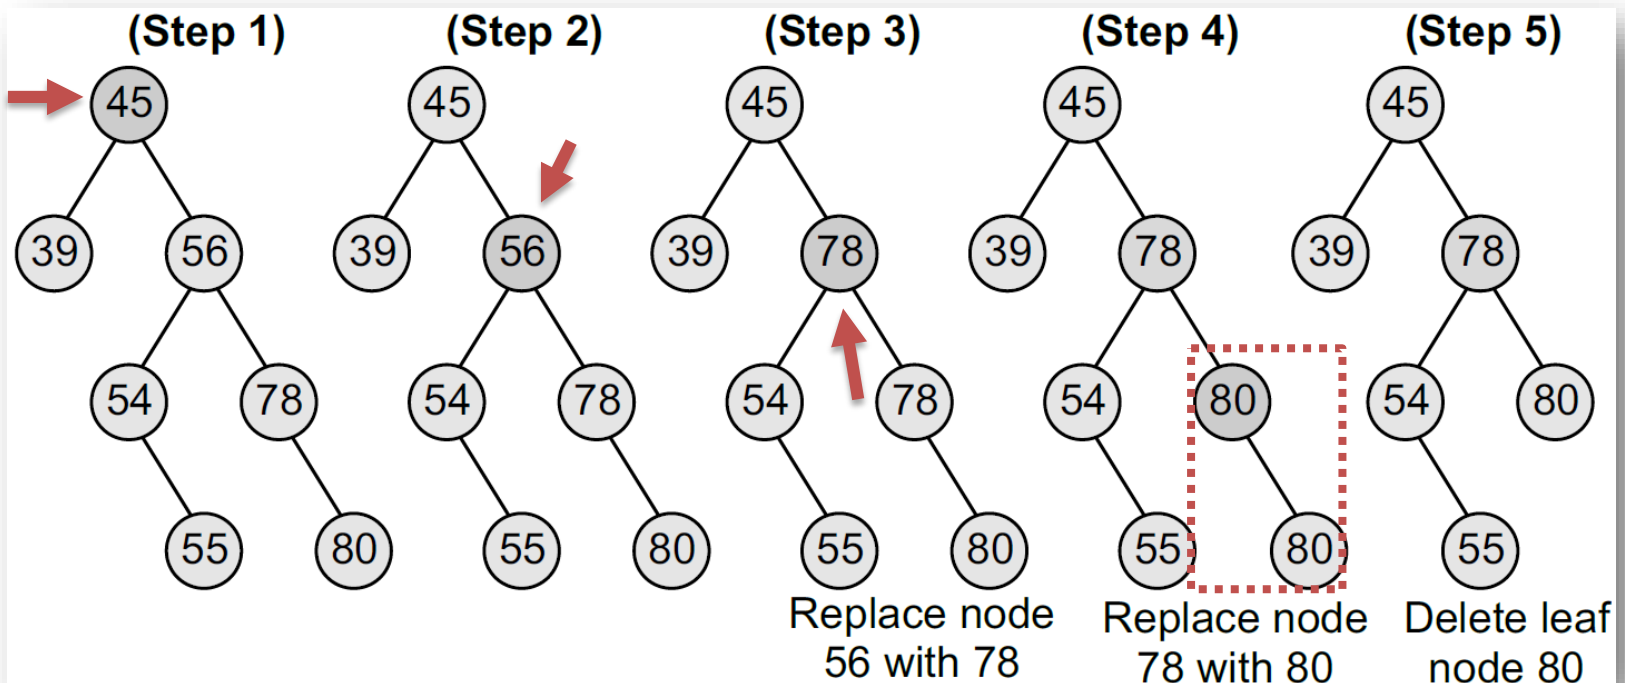 (Step 1) (Step 2) (Step 3) (Step 4) (Step 5)
45 45 45 45 45
39 56 39 56 39 78 39 78 39 78
54 78 54 78 54 78 54 80 54 80
55 80 55 80 55 80 55 80 55
Replace node Replace node Delete leaf
56 with 78 78 with 80 node 80